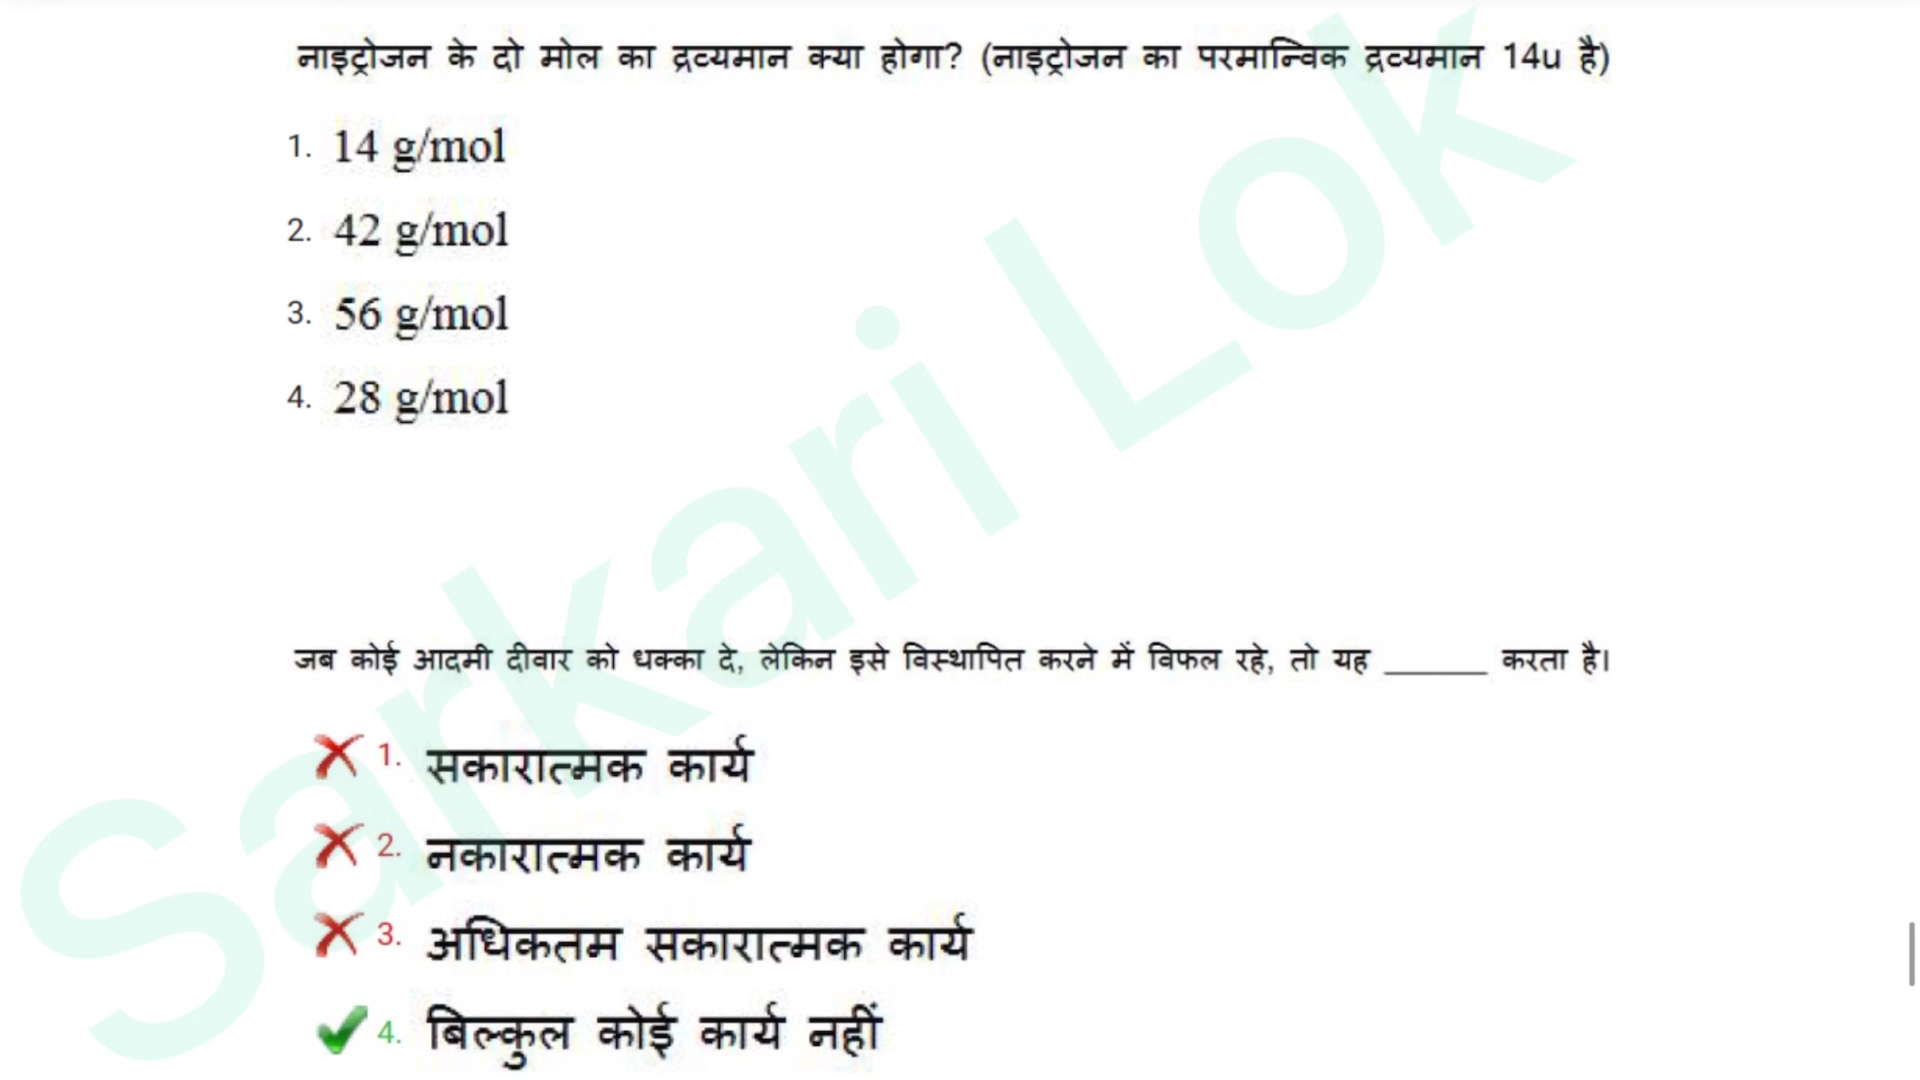 नाइट्रोजन के दो मोल का द्रव्यमान क्या होगा? (नाइट्रोजन का परमान्विक द्रव्यमान 14u है)
1. 14 g/mol
2. 42 g/mol
3. 56 g/mol
4. 28 g/mol
जब कोई आदमी दीवार को धक्का दे, लेकिन इसे विस्थापित करने में विफल रहे, तो यह ______ करता है।
1. सकारात्मक कार्य
2. नकारात्मक कार्य
3. अधिकतम सकारात्मक कार्य
4. बिल्कुल कोई कार्य नहीं
Sarkari Lok